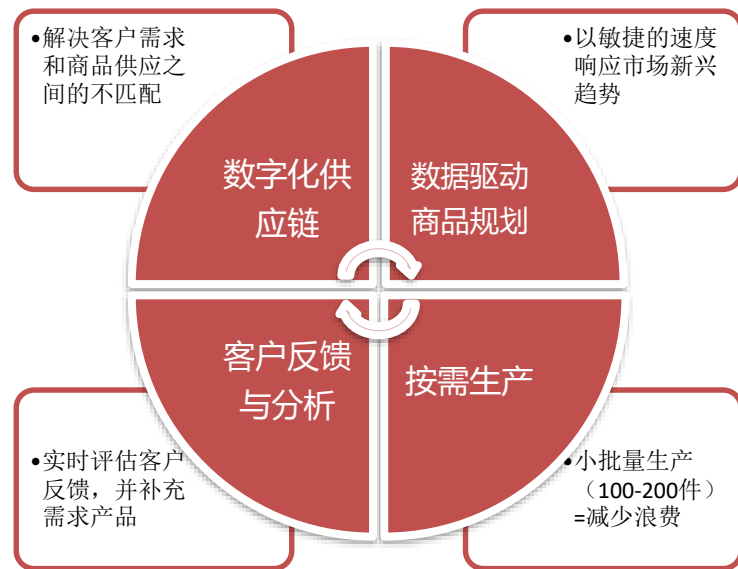 •解决客户需求
和商品供应之
间的不匹配
•以敏捷的速度
响应市场新兴
趋势
数字化供
应链
数据驱动
商品规划
客户反馈
与分析
按需生产
•实时评估客户
反馈，并补充
需求产品
•小批量生产
（100-200件）
=减少浪费